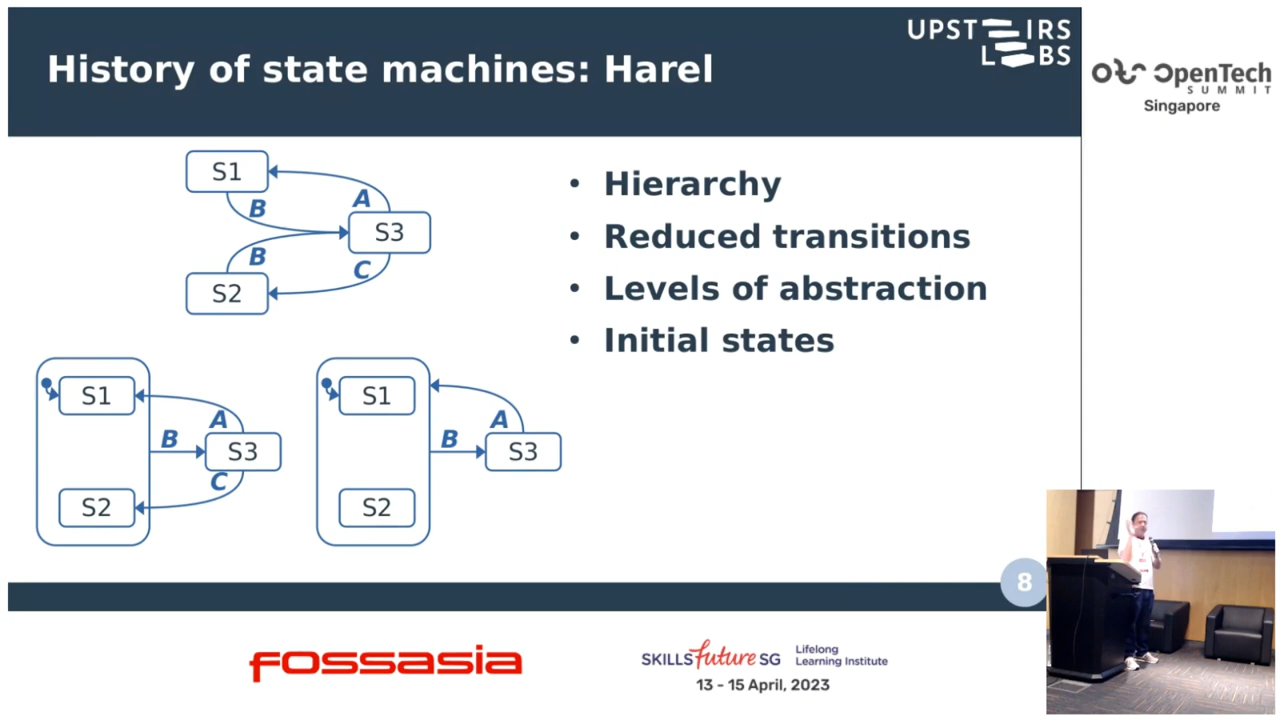 History of state machines: Harel
UPSTAIRS
LABS
OpenTech
SUMMIT
Singapore
S1
B
A
S3
B
C
S2
Hierarchy
Reduced transitions
Levels of abstraction
Initial states
S1
A
B
S3
C
S2
S1
A
B
S3
S2
8
FOSSASIA
SKILLSfuture SG
Lifelong
Learning Institute
13 - 15 April, 2023